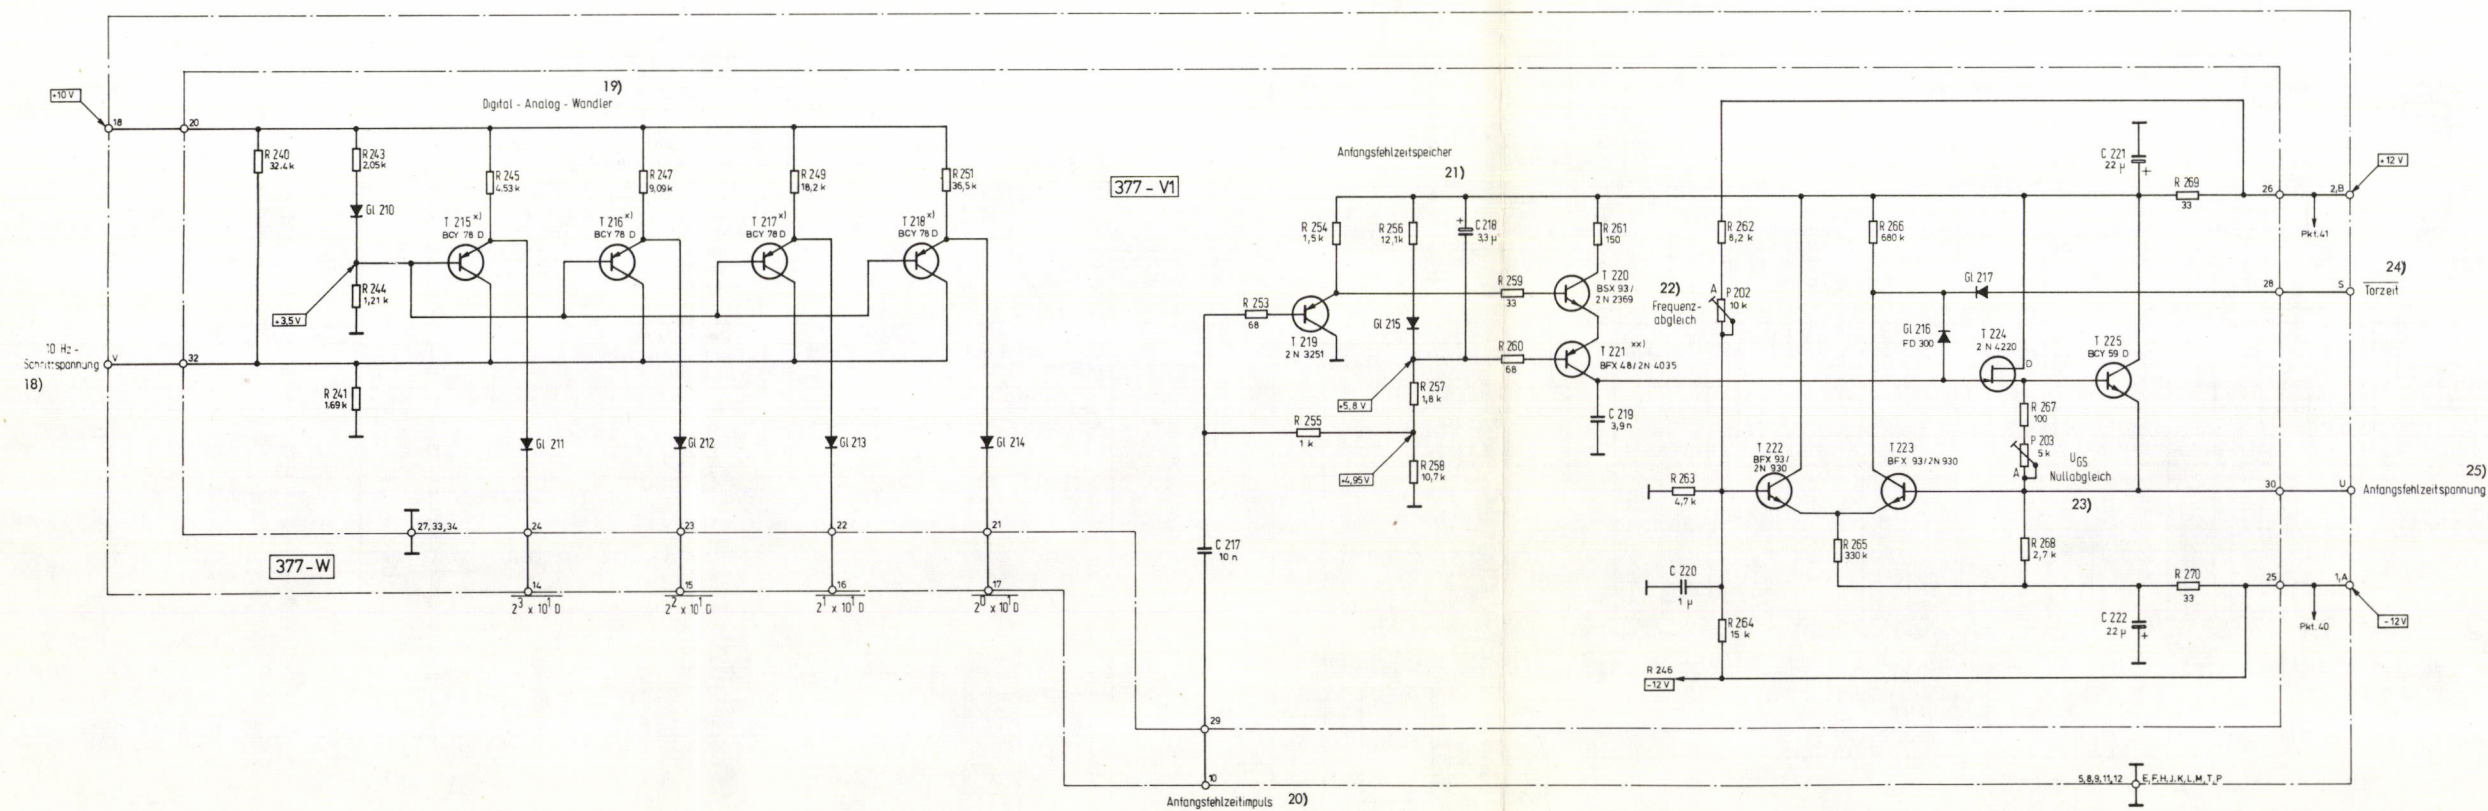 19)
Digital - Analog - Wandler
+10 V
18
20
R 240
32.4 k
R 243
2,05 k
Gl 210
R 245
4.53 k
R 247
9,09 k
R 249
18,2 k
R 251
36,5 k
T 215 x)
BCY 78 D
T 216 x)
BCY 78 D
T 217 x)
BCY 78 D
T 218 x)
BCY 78 D
R 244
1,21 k
+3,5 V
10 Hz -
Schrittspannung
18)
V
32
R 241
1.69 k
Gl 211
Gl 212
Gl 213
Gl 214
27, 33, 34
24
23
22
21
377 - W
14
15
16
17
2³ x 10¹ D
2² x 10¹ D
2¹ x 10¹ D
2⁰ x 10¹ D
377 - V1
Anfangsfehlzeitspeicher
21)
R 254
1,5 k
R 256
12,1k
C 218
3,3 µ
+
R 261
150
R 253
68
T 219
2 N 3251
Gl 215
R 259
33
T 220
BSX 93 /
2 N 2369
R 260
68
T 221 xx)
BFX 48 / 2N 4035
+5,8 V
R 257
1,8 k
R 255
1 k
+4,95 V
R 258
10,7 k
C 219
3,9 n
C 217
10 n
29
10
Anfangsfehlzeitimpuls 20)
22)
Frequenz-
abgleich
R 262
8,2 k
A
P 202
10 k
R 266
680 k
Gl 217
Gl 216
FD 300
T 224
2 N 4220
D
T 225
BCY 59 D
C 221
22 µ
+
R 269
33
26
2,B
+12 V
Pkt. 41
24)
28
S
Torzeit
R 267
100
P 203
5 k
A
U GS
Nullabgleich
23)
T 222
BFX 93 /
2N 930
T 223
BFX 93 / 2N 930
R 263
4,7 k
30
U
25)
Anfangsfehlzeitspannung
R 265
330 k
R 268
2,7 k
C 220
1 µ
R 264
15 k
R 270
33
25
1,A
-12 V
Pkt. 40
C 222
22 µ
+
R 246
-12 V
5,8,9,11,12
E,F,H,J,K,L,M,T,P